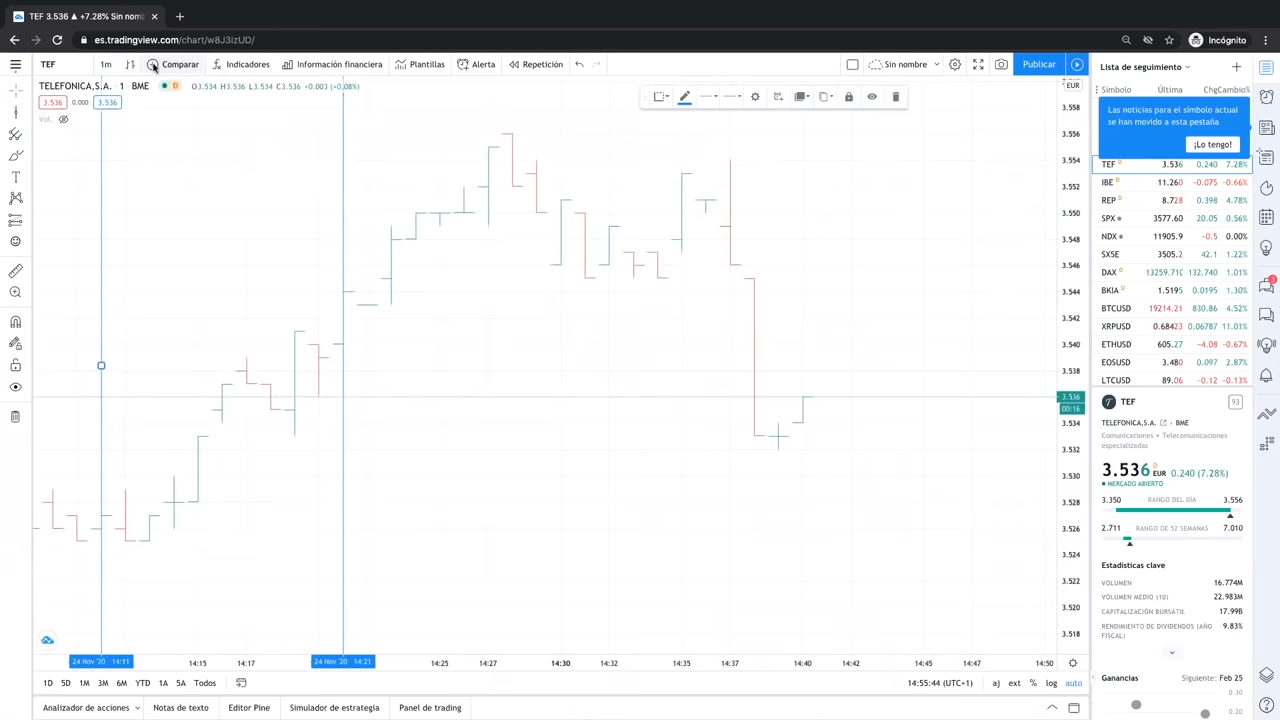 TEF 3.536 ▲ +7.28% Sin nomb
es.tradingview.com/chart/w8J3izUD/
Incógnito
TEF 1m Comparar Indicadores Información financiera Plantillas Alerta Repetición Sin nombre Publicar
TELEFONICA,S.A. · 1 · BME D O3.534 H3.536 L3.534 C3.536 +0.003 (+0.08%)
3.536 0.000 3.536
Vol.
EUR
3.558
3.556
3.554
3.552
3.550
3.548
3.546
3.544
3.542
3.540
3.538
3.536
00:16
3.534
3.532
3.530
3.528
3.526
3.524
3.522
3.520
3.518
24 Nov '20 14:11 14:15 14:17 24 Nov '20 14:21 14:25 14:27 14:30 14:32 14:35 14:37 14:40 14:42 14:45 14:47 14:50
1D 5D 1M 3M 6M YTD 1A 5A Todos 14:55:44 (UTC+1) aj ext % log auto
Analizador de acciones Notas de texto Editor Pine Simulador de estrategia Panel de trading
Lista de seguimiento
Símbolo Última Chg Cambio%
Las noticias para el símbolo actual
se han movido a esta pestaña
¡Lo tengo!
TEF D 3.536 0.240 7.28%
IBE D 11.260 −0.075 −0.66%
REP D 8.728 0.398 4.78%
SPX 3577.60 20.05 0.56%
NDX 11905.9 −0.5 0.00%
SX5E 3505.2 42.1 1.22%
DAX D 13259.710 132.740 1.01%
BKIA D 1.5195 0.0195 1.30%
BTCUSD 19214.21 830.86 4.52%
XRPUSD 0.68423 0.06787 11.01%
ETHUSD 605.27 −4.08 −0.67%
EOSUSD 3.480 0.097 2.87%
LTCUSD 89.06 −0.12 −0.13%
3
TEF 93
TELEFONICA,S.A. · BME
Comunicaciones • Telecomunicaciones
especializadas
3.536 D EUR 0.240 (7.28%)
MERCADO ABIERTO
3.350 RANGO DEL DÍA 3.556
2.711 RANGO DE 52 SEMANAS 7.010
Estadísticas clave
VOLUMEN 16.774M
VOLUMEN MEDIO (10) 22.983M
CAPITALIZACIÓN BURSÁTIL 17.99B
RENDIMIENTO DE DIVIDENDOS (AÑO 9.83%
FISCAL)
Ganancias Siguiente: Feb 25
0.30
0.20